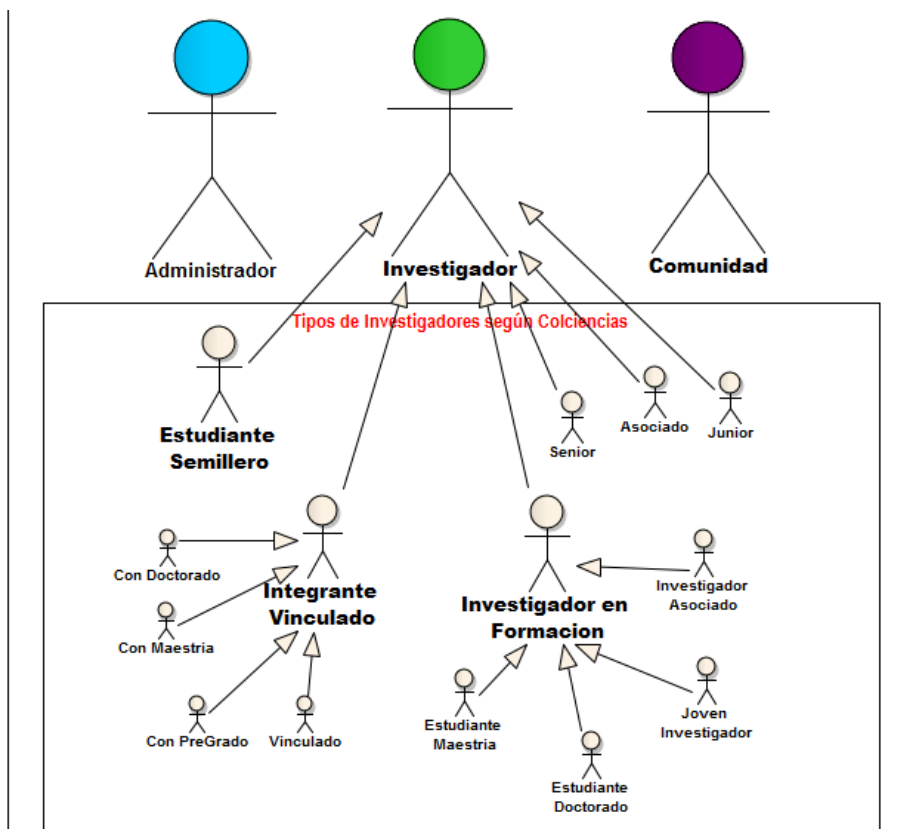 Administrador
Investigador
Comunidad
Tipos de Investigadores según Colciencias
Estudiante
Semillero
Senior
Asociado
Junior
Con Doctorado
Con Maestria
Con PreGrado
Vinculado
Integrante
Vinculado
Investigador en
Formacion
Investigador
Asociado
Estudiante
Maestria
Estudiante
Doctorado
Joven
Investigador